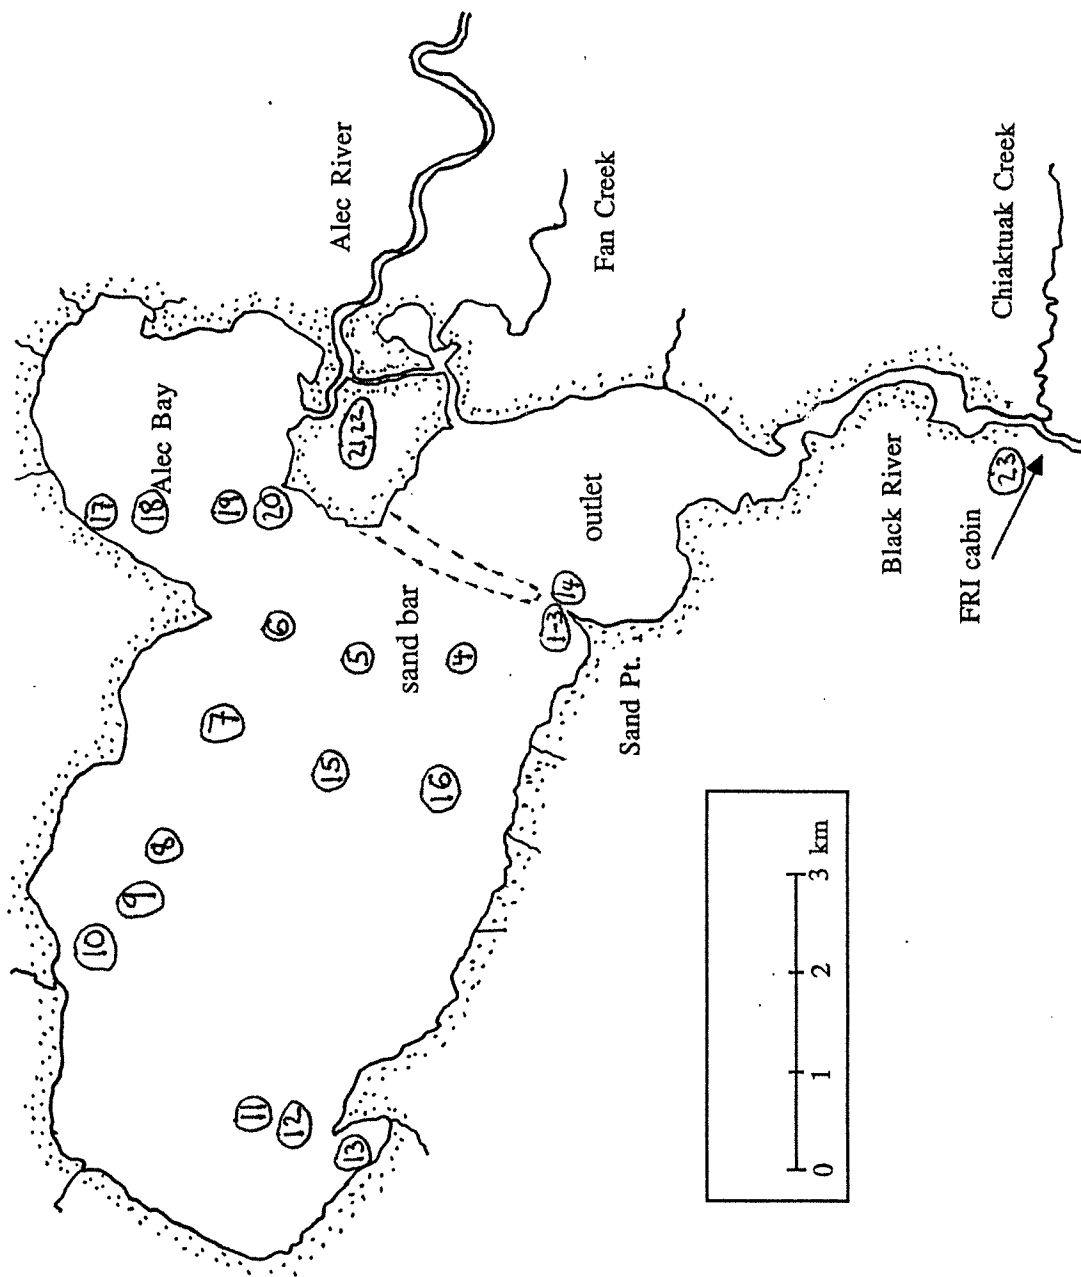 Alec River
Fan Creek
Chiaktuak Creek
Alec Bay
17
18
19
20
21,22
outlet
Black River
23
FRI cabin
sand bar
6
5
4
1-3
14
Sand Pt.
7
15
16
8
9
10
11
12
13
0 1 2 3 km